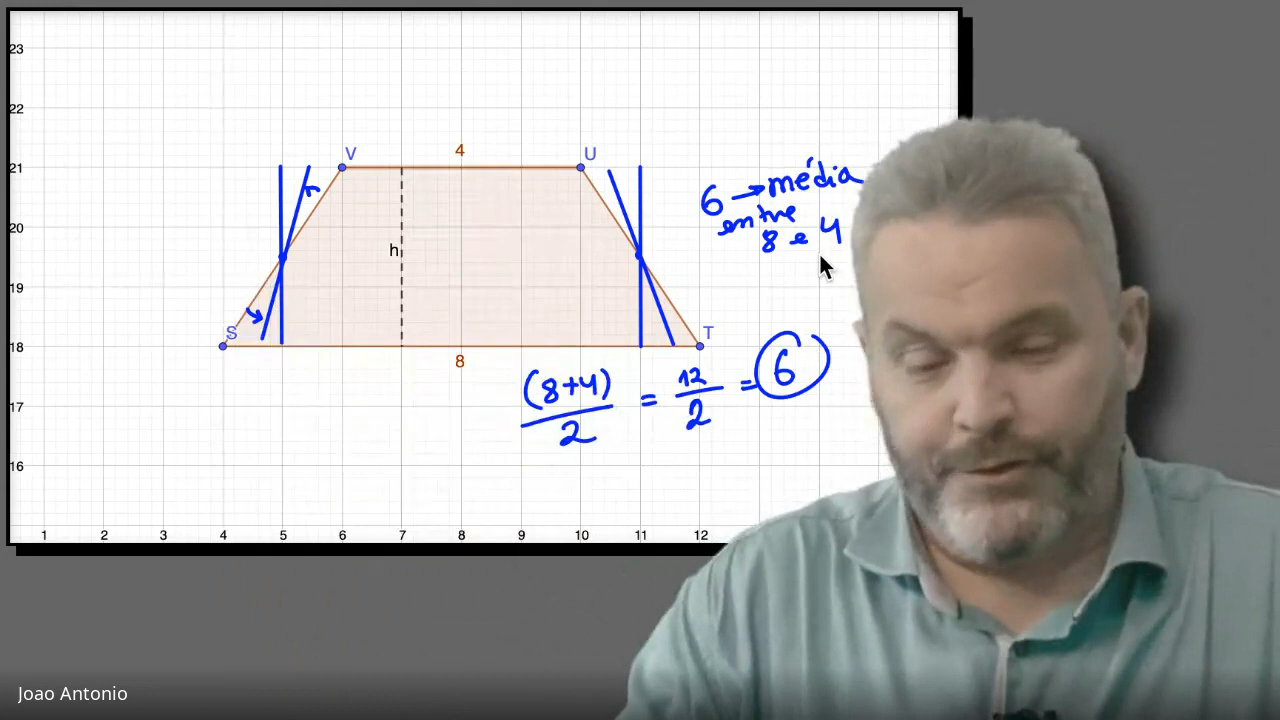 23
22
21
20
19
18
17
16
V
4
U
h
S
T
8
6 → média
entre
8 e 4
(8+4)/2 = 12/2 = 6
1 2 3 4 5 6 7 8 9 10 11 12
Joao Antonio